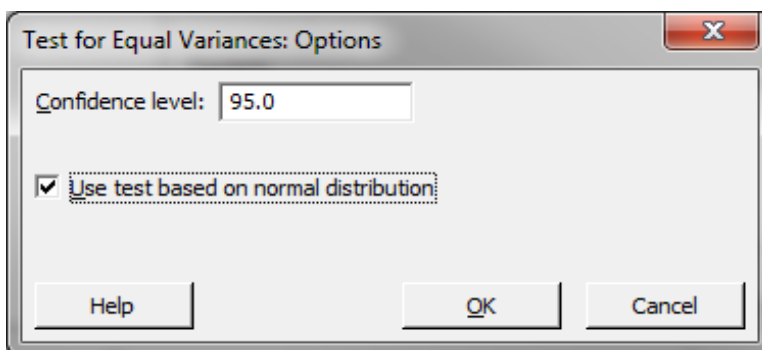 Test for Equal Variances: Options
Confidence level: 95.0
Use test based on normal distribution
Help OK Cancel